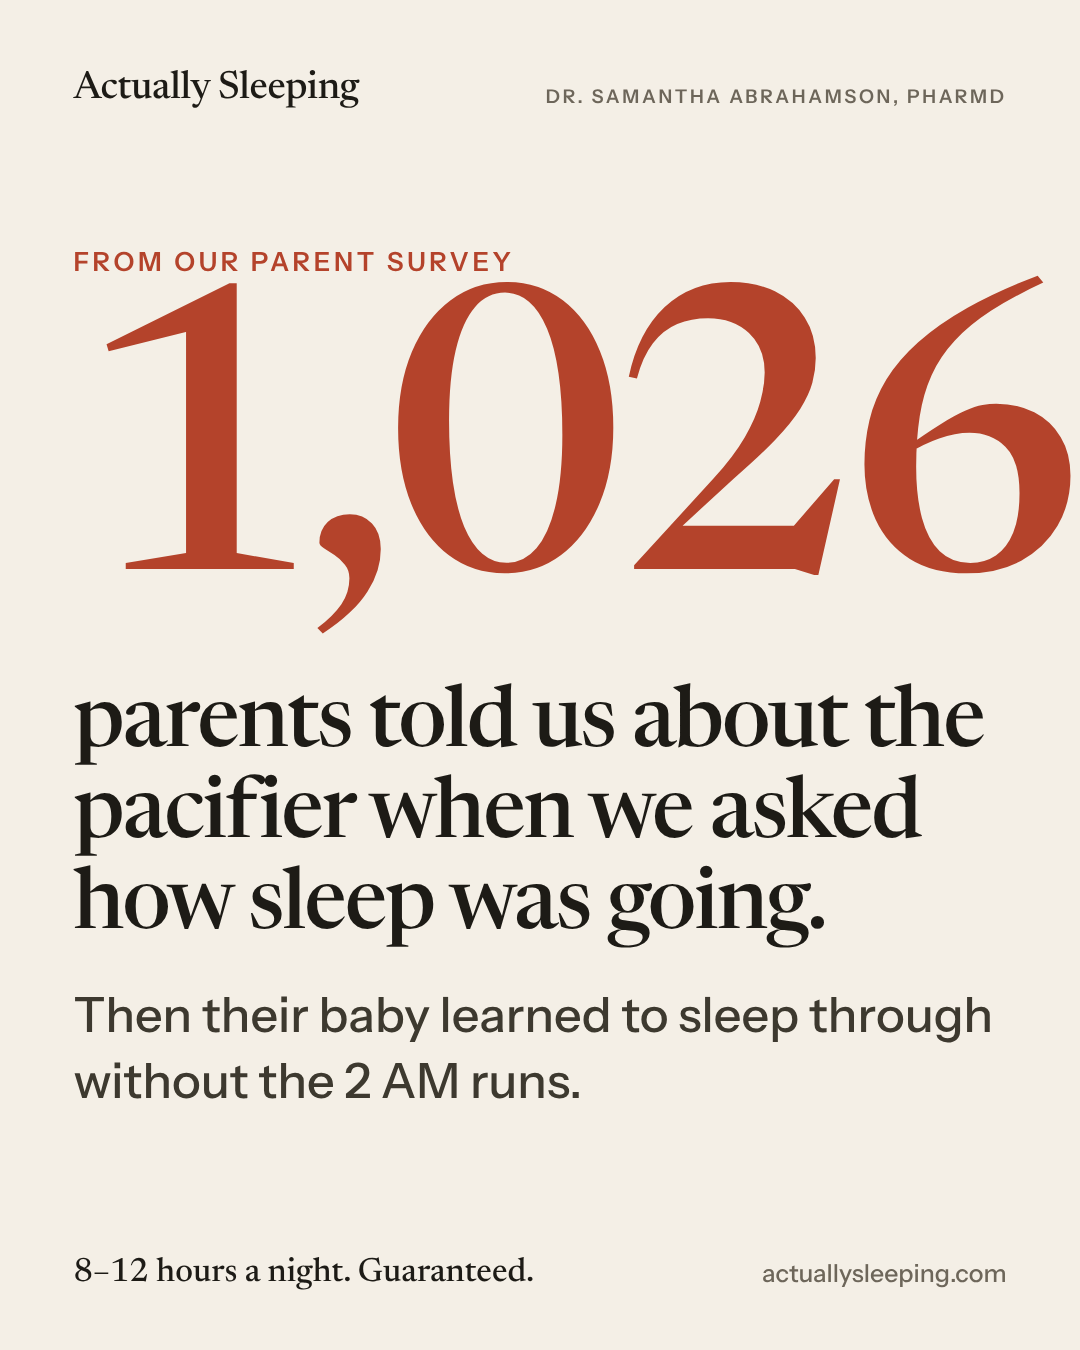 Actually Sleeping
DR. SAMANTHA ABRAHAMSON, PHARMD
FROM OUR PARENT SURVEY
1,026
parents told us about the
pacifier when we asked
how sleep was going.
Then their baby learned to sleep through
without the 2 AM runs.
8–12 hours a night. Guaranteed.
actuallysleeping.com